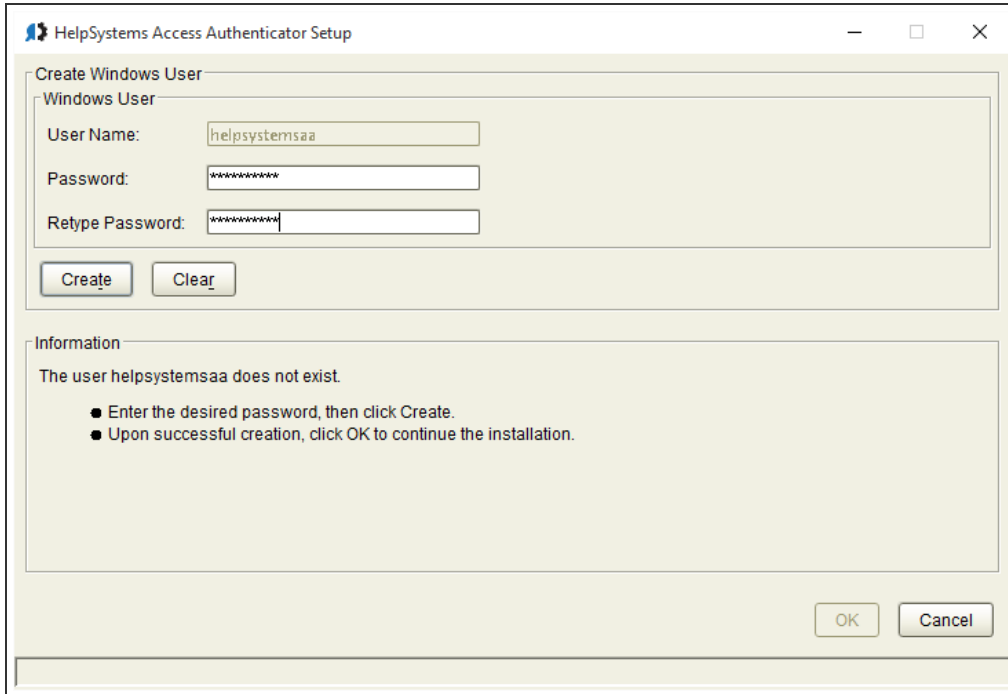 HelpSystems Access Authenticator Setup
Create Windows User
Windows User
User Name: helpsystemsaa
Password: **********
Retype Password: **********
Create Clear
Information
The user helpsystemsaa does not exist.
● Enter the desired password, then click Create.
● Upon successful creation, click OK to continue the installation.
OK Cancel